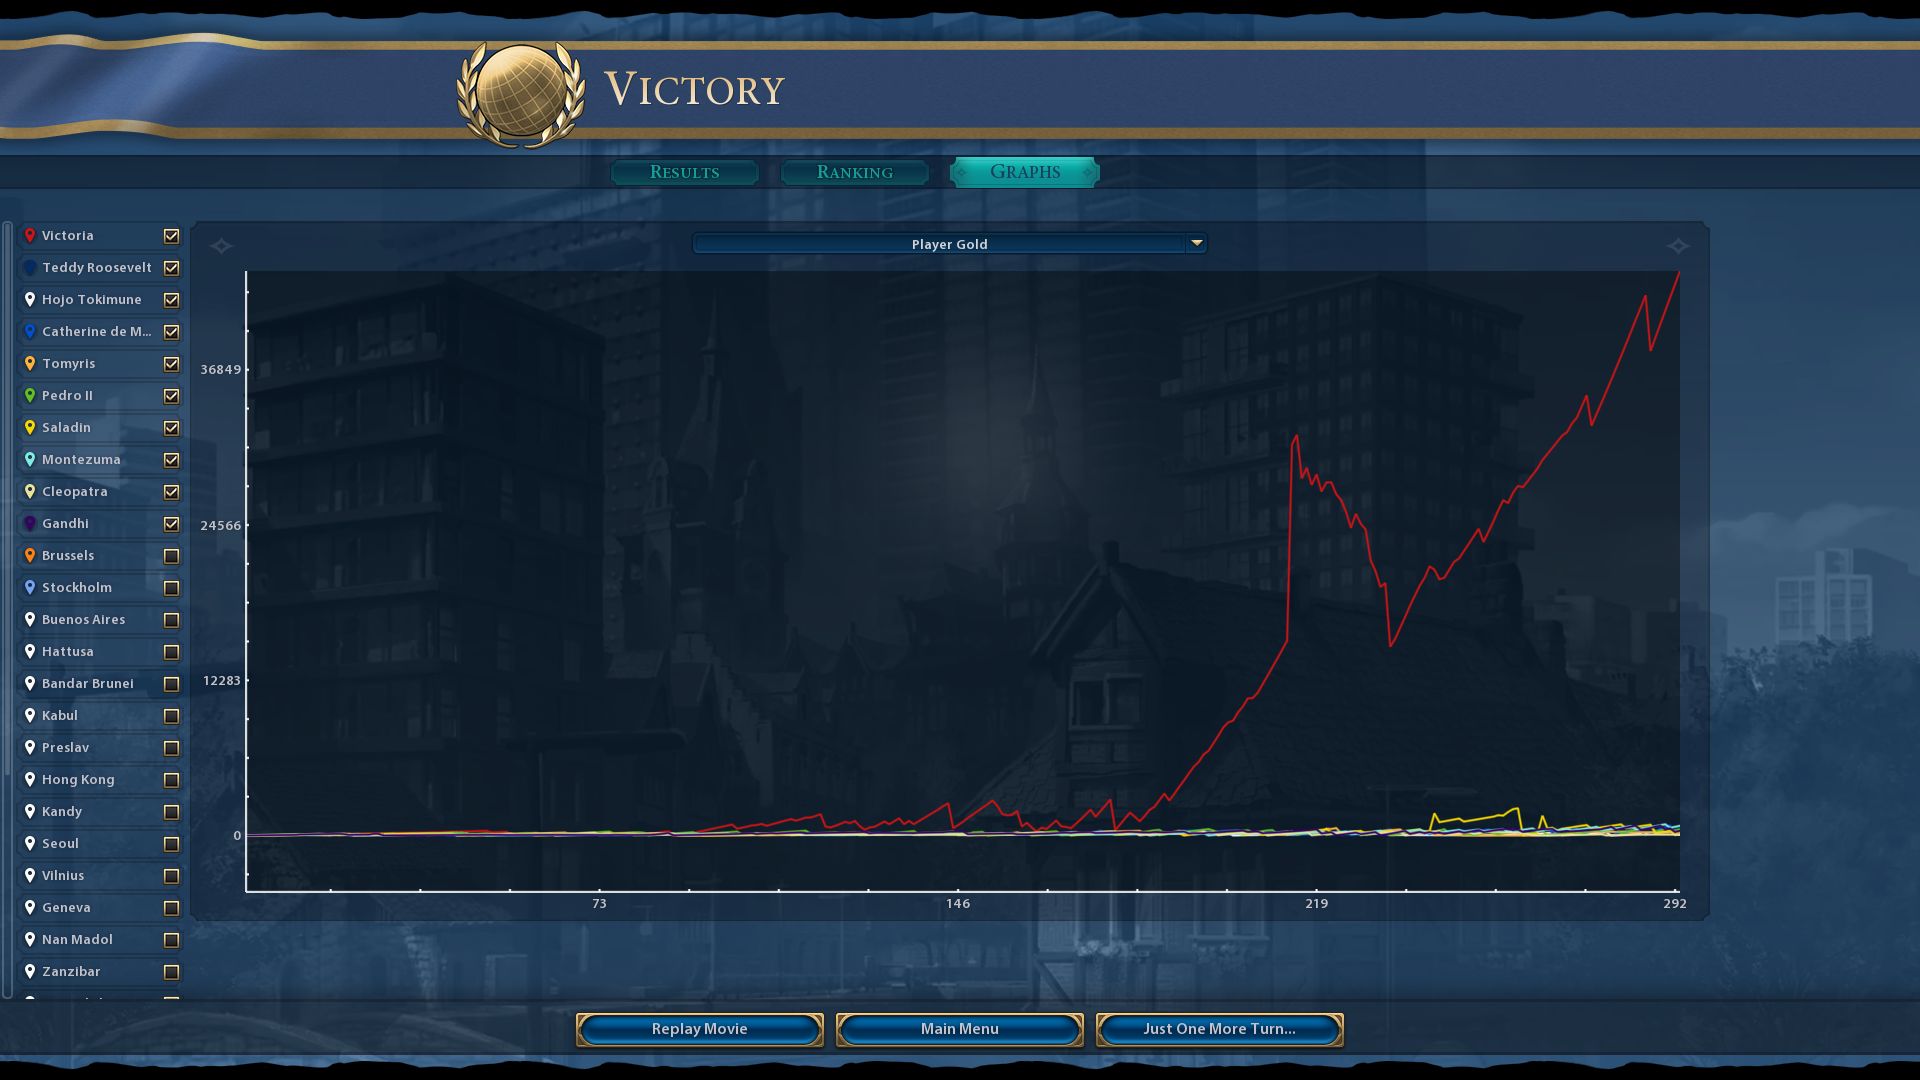 Victory
Results
Ranking
Graphs
Victoria
Teddy Roosevelt
Hojo Tokimune
Catherine de M...
Tomyris
Pedro II
Saladin
Montezuma
Cleopatra
Gandhi
Brussels
Stockholm
Buenos Aires
Hattusa
Bandar Brunei
Kabul
Preslav
Hong Kong
Kandy
Seoul
Vilnius
Geneva
Nan Madol
Zanzibar
Player Gold
36849
24566
12283
0
73
146
219
292
Replay Movie
Main Menu
Just One More Turn...